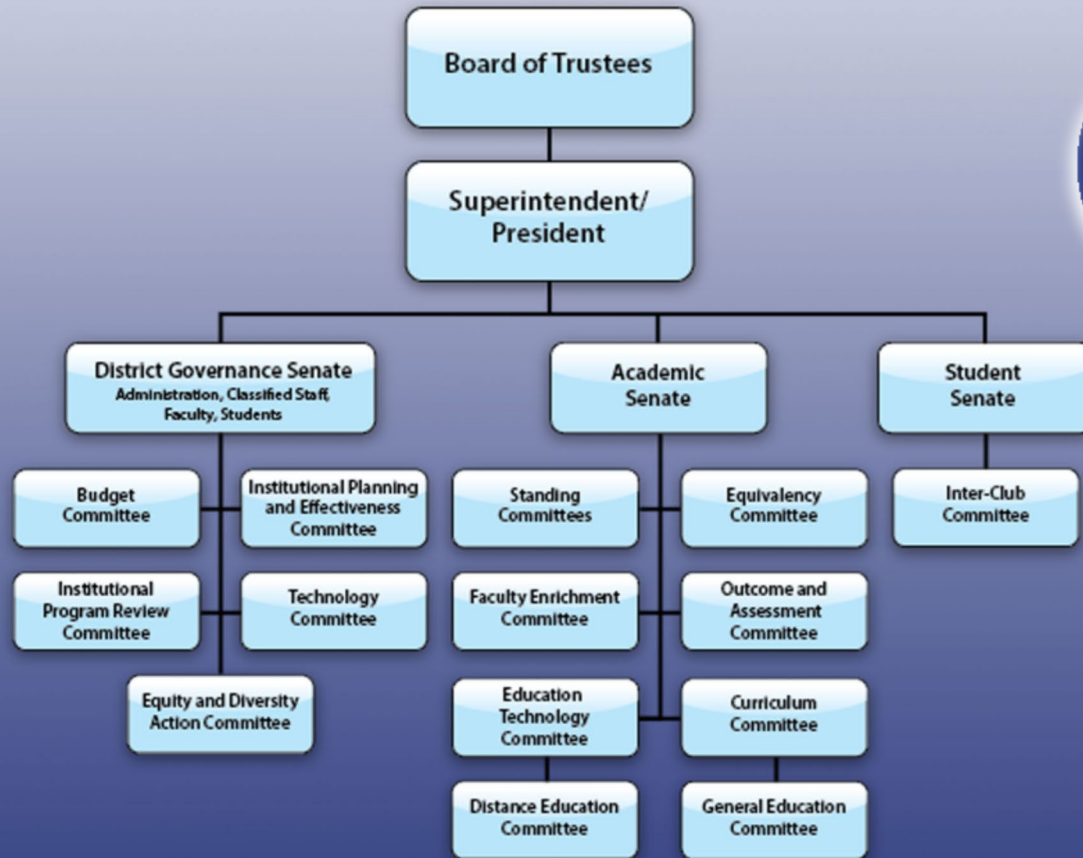 Board of Trustees
Superintendent/
President
District Governance Senate
Administration, Classified Staff,
Faculty, Students
Academic
Senate
Student
Senate
Budget
Committee
Institutional Planning
and Effectiveness
Committee
Standing
Committees
Equivalency
Committee
Inter-Club
Committee
Institutional
Program Review
Committee
Technology
Committee
Faculty Enrichment
Committee
Outcome and
Assessment
Committee
Equity and Diversity
Action Committee
Education
Technology
Committee
Curriculum
Committee
Distance Education
Committee
General Education
Committee